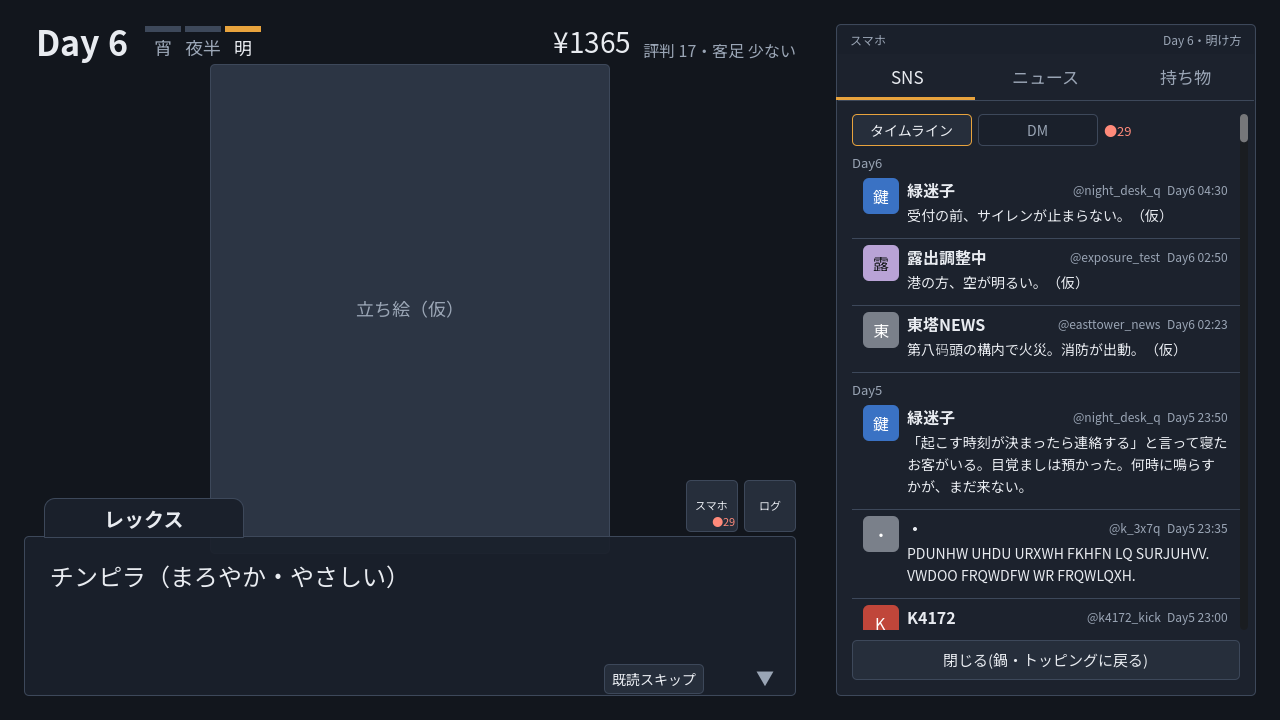 Day 6
宵 夜半 明
¥1365
評判 17・客足 少ない
立ち絵（仮）
スマホ
29
ログ
レックス
チンピラ（まろやか・やさしい）
既読スキップ
▼
スマホ
Day 6・明け方
SNS
ニュース
持ち物
タイムライン
DM
29
Day6
鍵
緑迷子
@night_desk_q Day6 04:30
受付の前、サイレンが止まらない。（仮）
露
露出調整中
@exposure_test Day6 02:50
港の方、空が明るい。（仮）
東
東塔NEWS
@easttower_news Day6 02:23
第八码頭の構内で火災。消防が出動。（仮）
Day5
鍵
緑迷子
@night_desk_q Day5 23:50
「起こす時刻が決まったら連絡する」と言って寝た
お客がいる。目覚ましは預かった。何時に鳴らす
かが、まだ来ない。
・
・
@k_3x7q Day5 23:35
PDUNHW UHDU URXWH FKHFN LQ SURJUHVV.
VWDOO FRQWDFW WR FRQWLQXH.
K
K4172
@k4172_kick Day5 23:00
閉じる(鍋・トッピングに戻る)